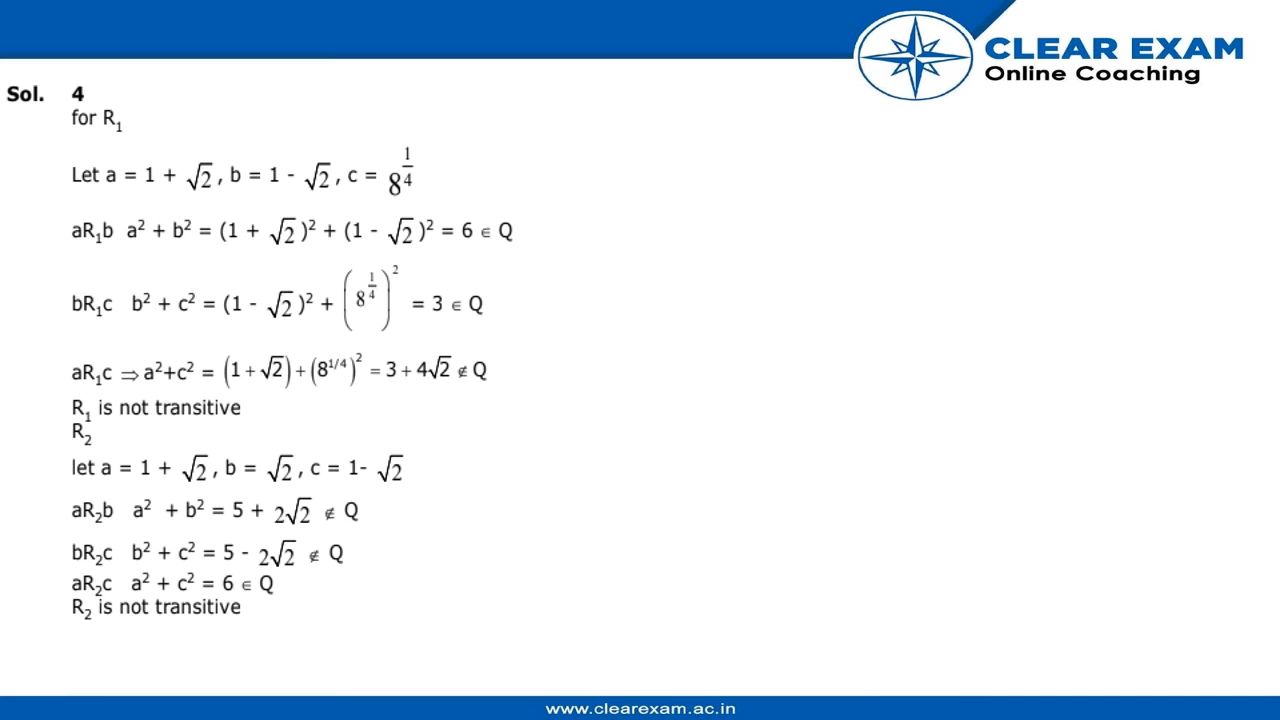 CLEAR EXAM
Online Coaching
Sol. 4
for R₁
Let a = 1 + √2 , b = 1 - √2 , c = 8^(1/4)
aR₁b a² + b² = (1 + √2 )² + (1 - √2 )² = 6 ∈ Q
bR₁c b² + c² = (1 - √2 )² + (8^(1/4))² = 3 ∈ Q
aR₁c ⇒ a²+c² = (1 + √2) + (8^(1/4))² = 3 + 4√2 ∉ Q
R₁ is not transitive
R₂
let a = 1 + √2 , b = √2 , c = 1- √2
aR₂b a² + b² = 5 + 2√2 ∉ Q
bR₂c b² + c² = 5 - 2√2 ∉ Q
aR₂c a² + c² = 6 ∈ Q
R₂ is not transitive
www.clearexam.ac.in